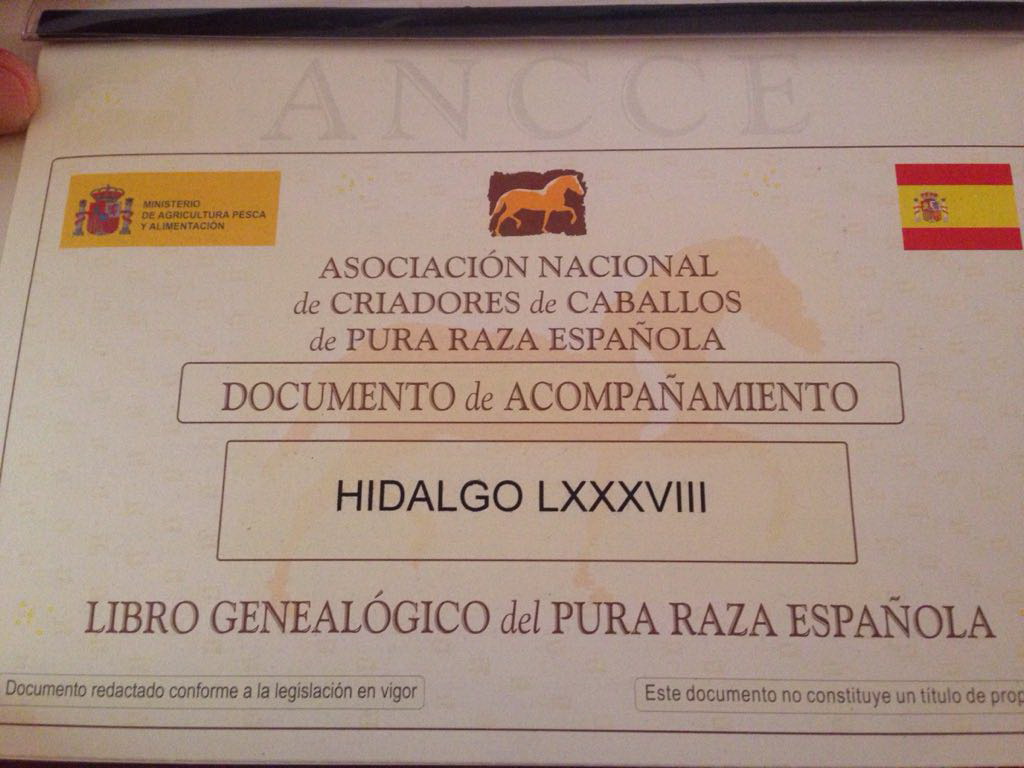 ANCCE
MINISTERIO
DE AGRICULTURA PESCA
Y ALIMENTACIÓN
ASOCIACIÓN NACIONAL
de CRIADORES de CABALLOS
de PURA RAZA ESPAÑOLA
DOCUMENTO de ACOMPAÑAMIENTO
HIDALGO LXXXVIII
LIBRO GENEALÓGICO del PURA RAZA ESPAÑOLA
Documento redactado conforme a la legislación en vigor
Este documento no constituye un título de prop